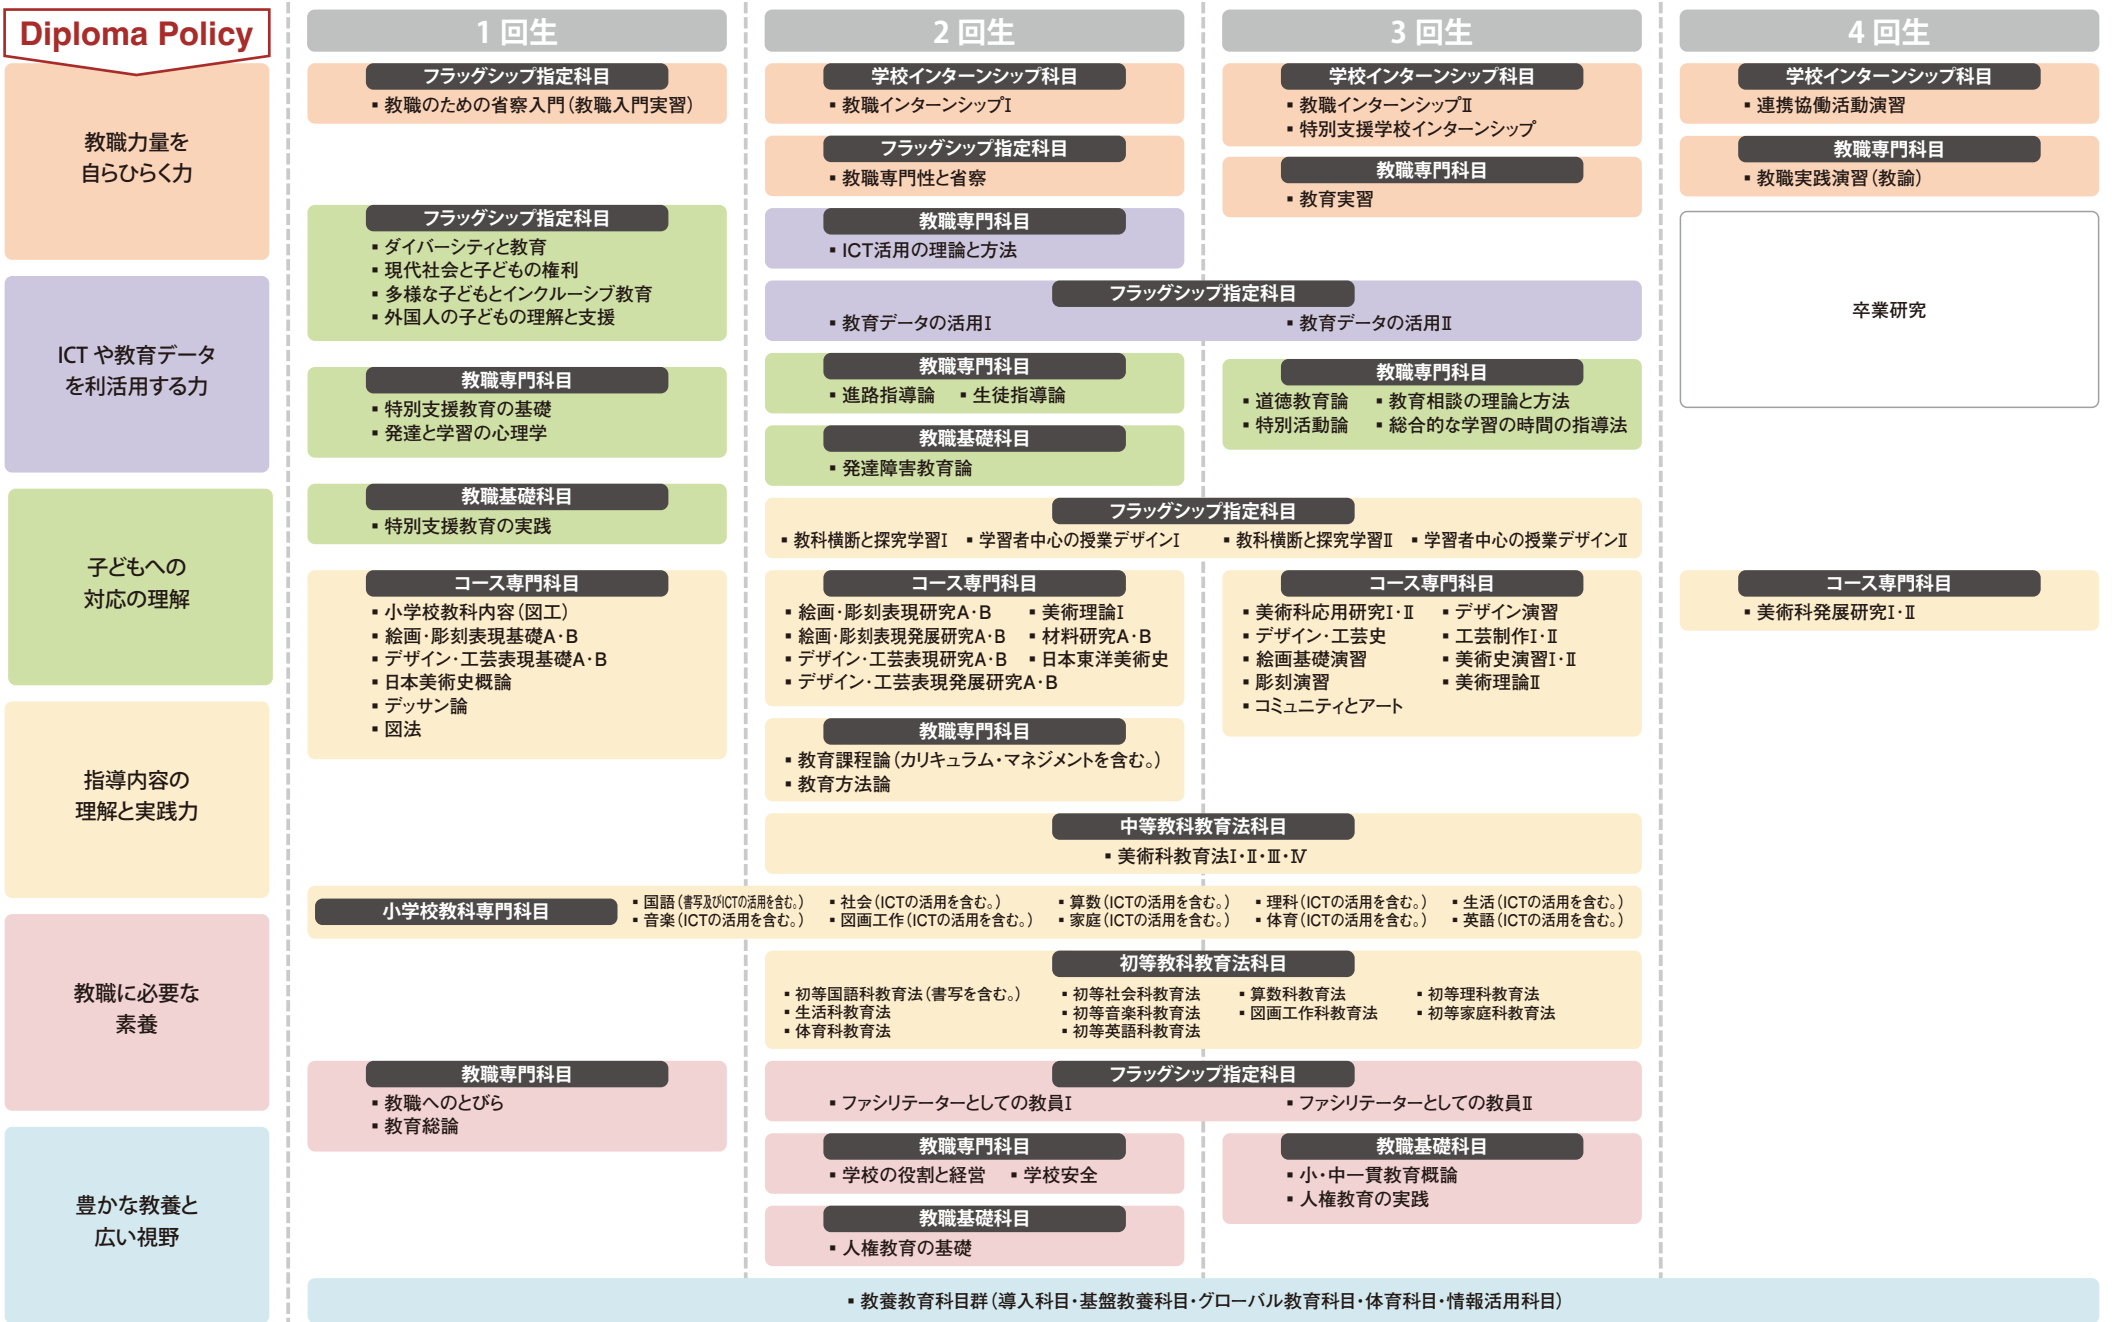 Diploma Policy
教職力量を
自らひらく力
ICT や教育データ
を利活用する力
子どもへの
対応の理解
指導内容の
理解と実践力
教職に必要な
素養
豊かな教養と
広い視野
1 回生
フラッグシップ指定科目
▪ 教職のための省察入門(教職入門実習)
フラッグシップ指定科目
▪ ダイバーシティと教育
▪ 現代社会と子どもの権利
▪ 多様な子どもとインクルーシブ教育
▪ 外国人の子どもの理解と支援
教職専門科目
▪ 特別支援教育の基礎
▪ 発達と学習の心理学
教職基礎科目
▪ 特別支援教育の実践
コース専門科目
▪ 小学校教科内容(図工)
▪ 絵画・彫刻表現基礎A・B
▪ デザイン・工芸表現基礎A・B
▪ 日本美術史概論
▪ デッサン論
▪ 図法
教職専門科目
▪ 教職へのとびら
▪ 教育総論
2 回生
学校インターンシップ科目
▪ 教職インターンシップⅠ
フラッグシップ指定科目
▪ 教職専門性と省察
教職専門科目
▪ ICT活用の理論と方法
フラッグシップ指定科目
▪ 教育データの活用Ⅰ ▪ 教育データの活用Ⅱ
教職専門科目
▪ 進路指導論 ▪ 生徒指導論
教職基礎科目
▪ 発達障害教育論
フラッグシップ指定科目
▪ 教科横断と探究学習Ⅰ ▪ 学習者中心の授業デザインⅠ ▪ 教科横断と探究学習Ⅱ ▪ 学習者中心の授業デザインⅡ
コース専門科目
▪ 絵画・彫刻表現研究A・B ▪ 美術理論Ⅰ
▪ 絵画・彫刻表現発展研究A・B ▪ 材料研究A・B
▪ デザイン・工芸表現研究A・B ▪ 日本東洋美術史
▪ デザイン・工芸表現発展研究A・B
教職専門科目
▪ 教育課程論(カリキュラム・マネジメントを含む。)
▪ 教育方法論
中等教科教育法科目
▪ 美術科教育法Ⅰ・Ⅱ・Ⅲ・Ⅳ
小学校教科専門科目
▪ 国語(書写及びICTの活用を含む。) ▪ 社会(ICTの活用を含む。) ▪ 算数(ICTの活用を含む。) ▪ 理科(ICTの活用を含む。) ▪ 生活(ICTの活用を含む。)
▪ 音楽(ICTの活用を含む。) ▪ 図画工作(ICTの活用を含む。) ▪ 家庭(ICTの活用を含む。) ▪ 体育(ICTの活用を含む。) ▪ 英語(ICTの活用を含む。)
初等教科教育法科目
▪ 初等国語科教育法(書写を含む。) ▪ 初等社会科教育法 ▪ 算数科教育法 ▪ 初等理科教育法
▪ 生活科教育法 ▪ 初等音楽科教育法 ▪ 図画工作科教育法 ▪ 初等家庭科教育法
▪ 体育科教育法 ▪ 初等英語科教育法
フラッグシップ指定科目
▪ ファシリテーターとしての教員Ⅰ ▪ ファシリテーターとしての教員Ⅱ
教職専門科目
▪ 学校の役割と経営 ▪ 学校安全
教職基礎科目
▪ 人権教育の基礎
3 回生
学校インターンシップ科目
▪ 教職インターンシップⅡ
▪ 特別支援学校インターンシップ
教職専門科目
▪ 教育実習
教職専門科目
▪ 道徳教育論 ▪ 教育相談の理論と方法
▪ 特別活動論 ▪ 総合的な学習の時間の指導法
コース専門科目
▪ 美術科応用研究Ⅰ・Ⅱ ▪ デザイン演習
▪ デザイン・工芸史 ▪ 工芸制作Ⅰ・Ⅱ
▪ 絵画基礎演習 ▪ 美術史演習Ⅰ・Ⅱ
▪ 彫刻演習 ▪ 美術理論Ⅱ
▪ コミュニティとアート
教職基礎科目
▪ 小・中一貫教育概論
▪ 人権教育の実践
4 回生
学校インターンシップ科目
▪ 連携協働活動演習
教職専門科目
▪ 教職実践演習(教諭)
卒業研究
コース専門科目
▪ 美術科発展研究Ⅰ・Ⅱ
▪ 教養教育科目群(導入科目・基盤教養科目・グローバル教育科目・体育科目・情報活用科目)